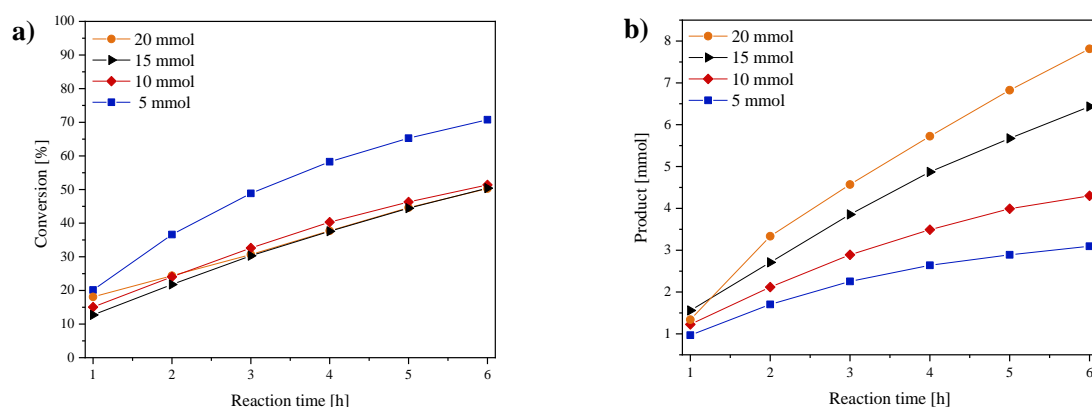 a)
100
90
80
70
60
50
40
30
20
10
0
Conversion [%]
20 mmol
15 mmol
10 mmol
5 mmol
1 2 3 4 5 6
Reaction time [h]
b)
8
7
6
5
4
3
2
1
Product [mmol]
20 mmol
15 mmol
10 mmol
5 mmol
1 2 3 4 5 6
Reaction time [h]